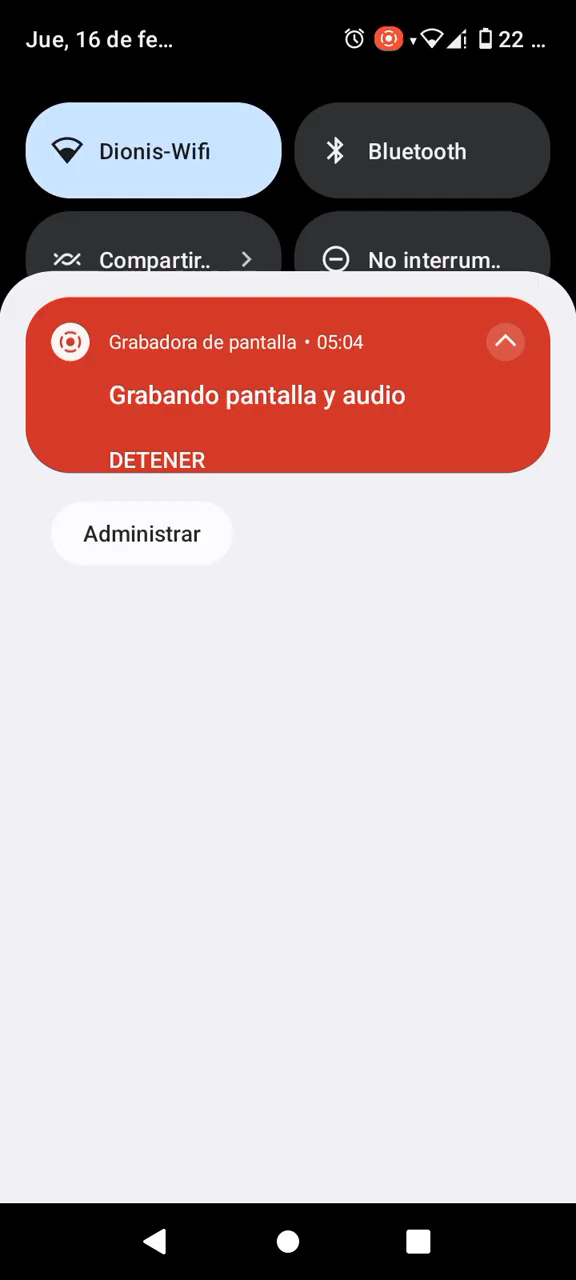 Jue, 16 de fe... 22 ...
Dionis-Wifi
Bluetooth
Compartir..
No interrum..
Grabadora de pantalla • 05:04
Grabando pantalla y audio
DETENER
Administrar